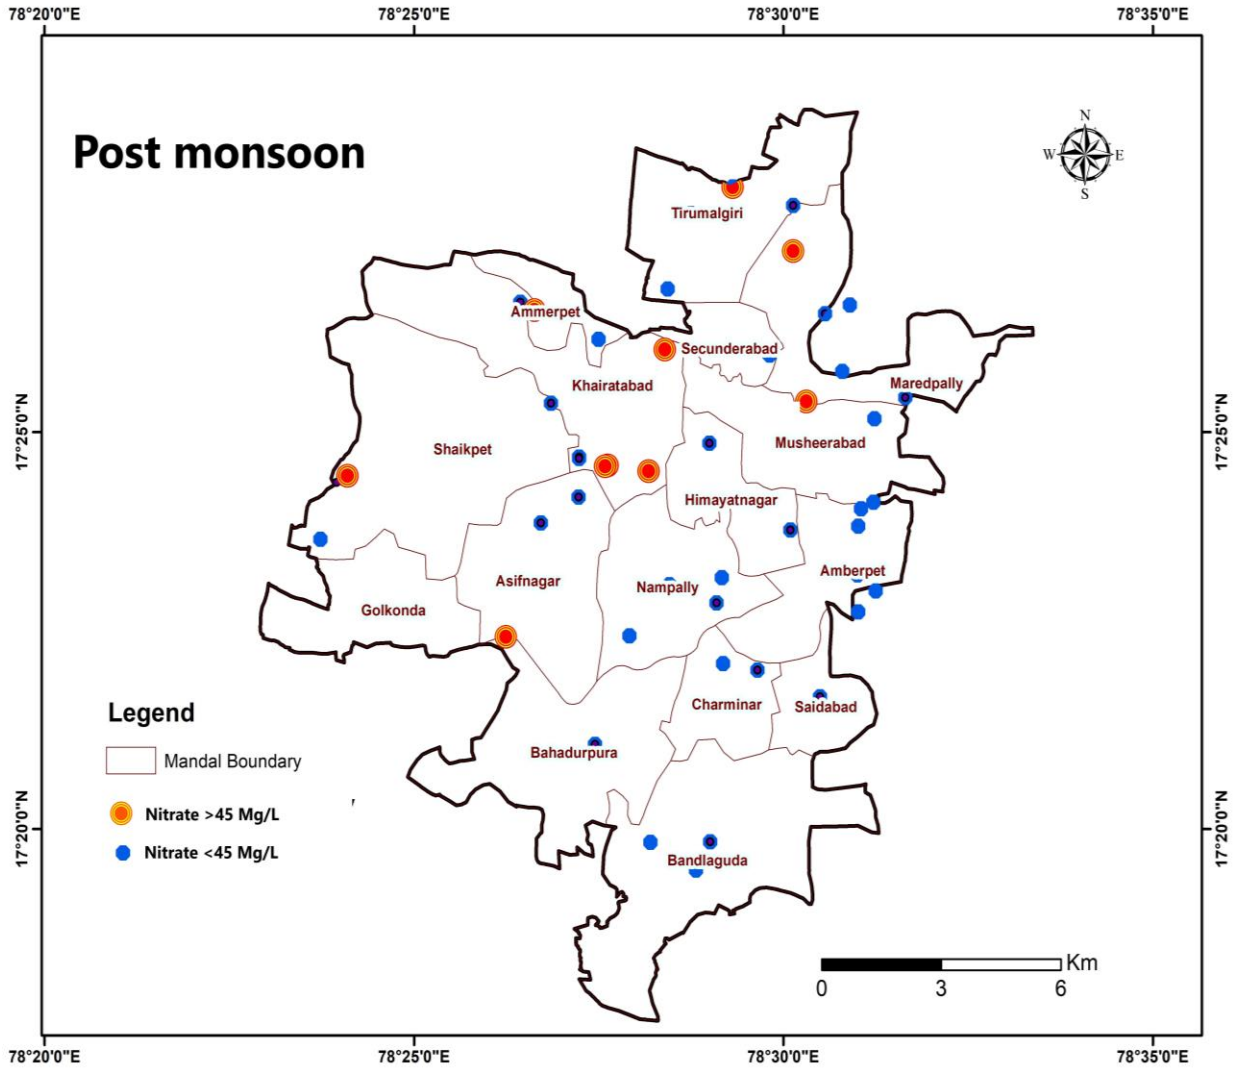 78°20'0"E
78°25'0"E
78°30'0"E
78°35'0"E
Post monsoon
N
W
E
S
Tirumalgiri
Ammerpet
Secunderabad
Khairatabad
Maredpally
17°25'0"N
17°25'0"N
Shaikpet
Musheerabad
Himayatnagar
Asifnagar
Nampally
Amberpet
Golkonda
Charminar
Saidabad
Legend
Mandal Boundary
Bahadurpura
Nitrate >45 Mg/L
17°20'0"N
17°20'0"N
Nitrate <45 Mg/L
Bandlaguda
Km
0
3
6
78°20'0"E
78°25'0"E
78°30'0"E
78°35'0"E